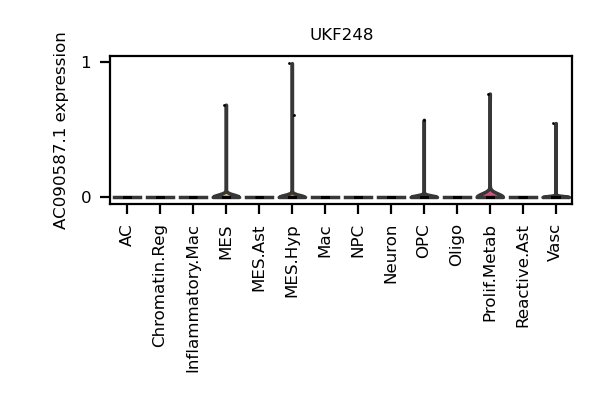 UKF248
AC090587.1 expression
1
0
AC
Chromatin.Reg
Inflammatory.Mac
MES
MES.Ast
MES.Hyp
Mac
NPC
Neuron
OPC
Oligo
Prolif.Metab
Reactive.Ast
Vasc